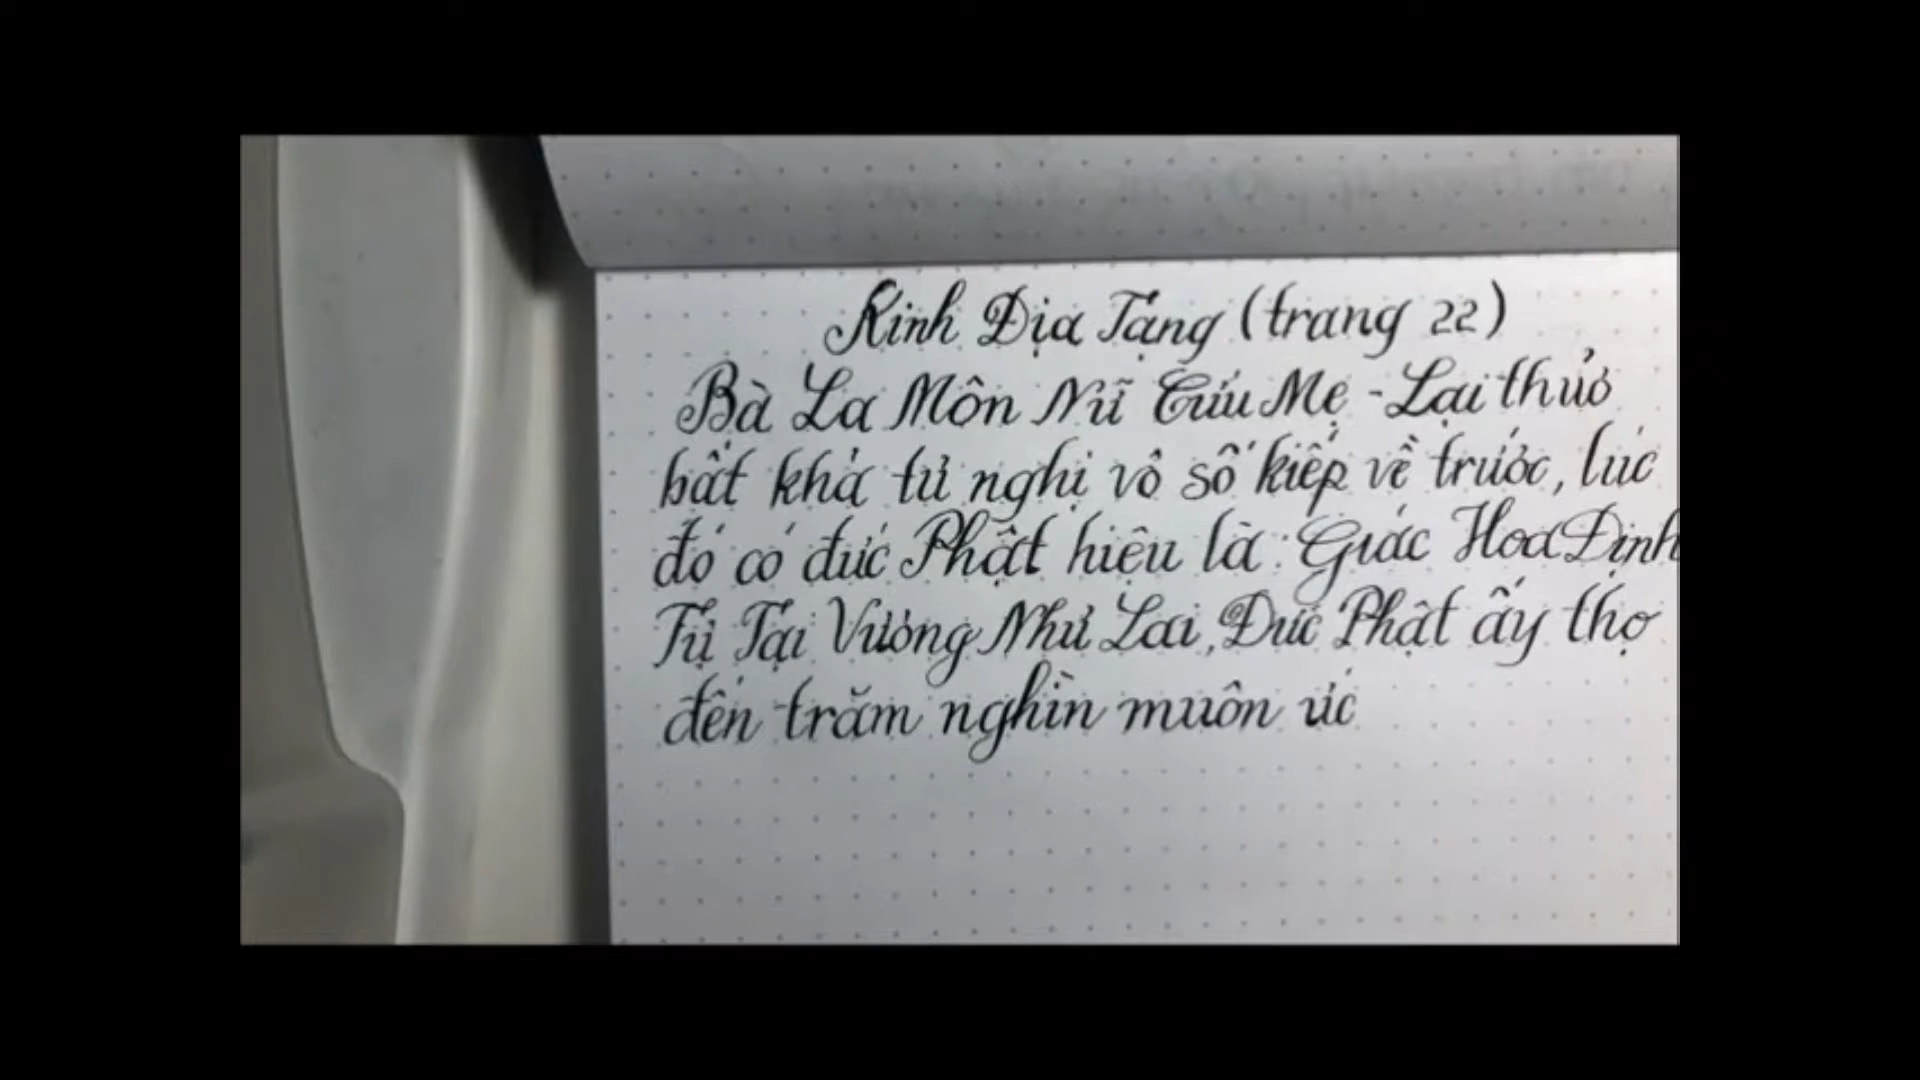 Kinh Địa Tạng (trang 22)
Bà La Môn Nữ Cứu Mẹ - Lại thuở
bất khả tư nghị vô số kiếp về trước, lúc
đó có đức Phật hiệu là: Giác Hoa Định
Tự Tại Vương Như Lai, Đức Phật ấy thọ
đến trăm nghìn muôn ức